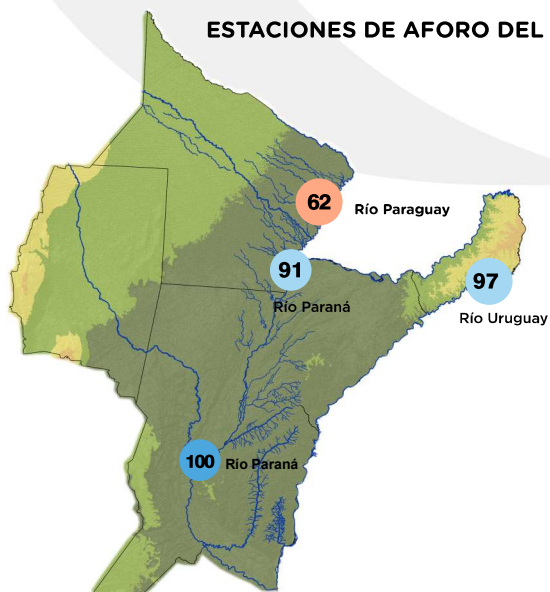 ESTACIONES DE AFORO DEL
62
Río Paraguay
91
Río Paraná
97
Río Uruguay
100
Río Paraná